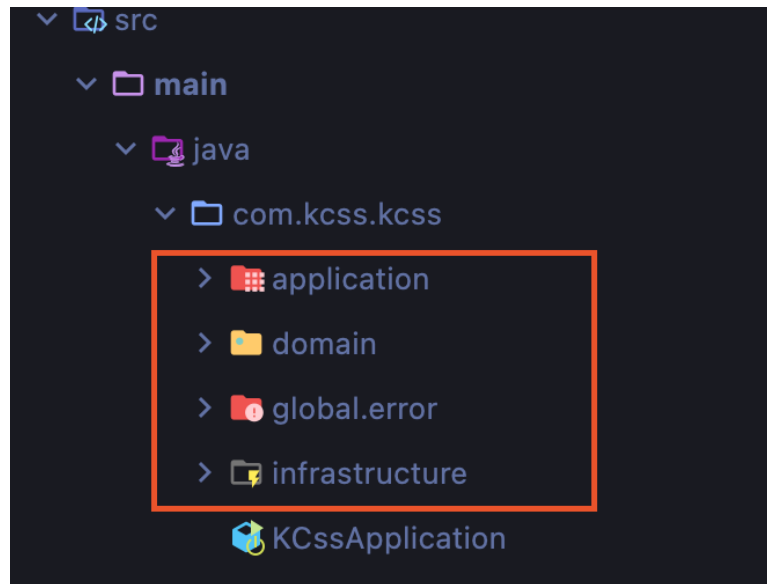 src
main
java
com.kcss.kcss
application
domain
global.error
infrastructure
KCssApplication